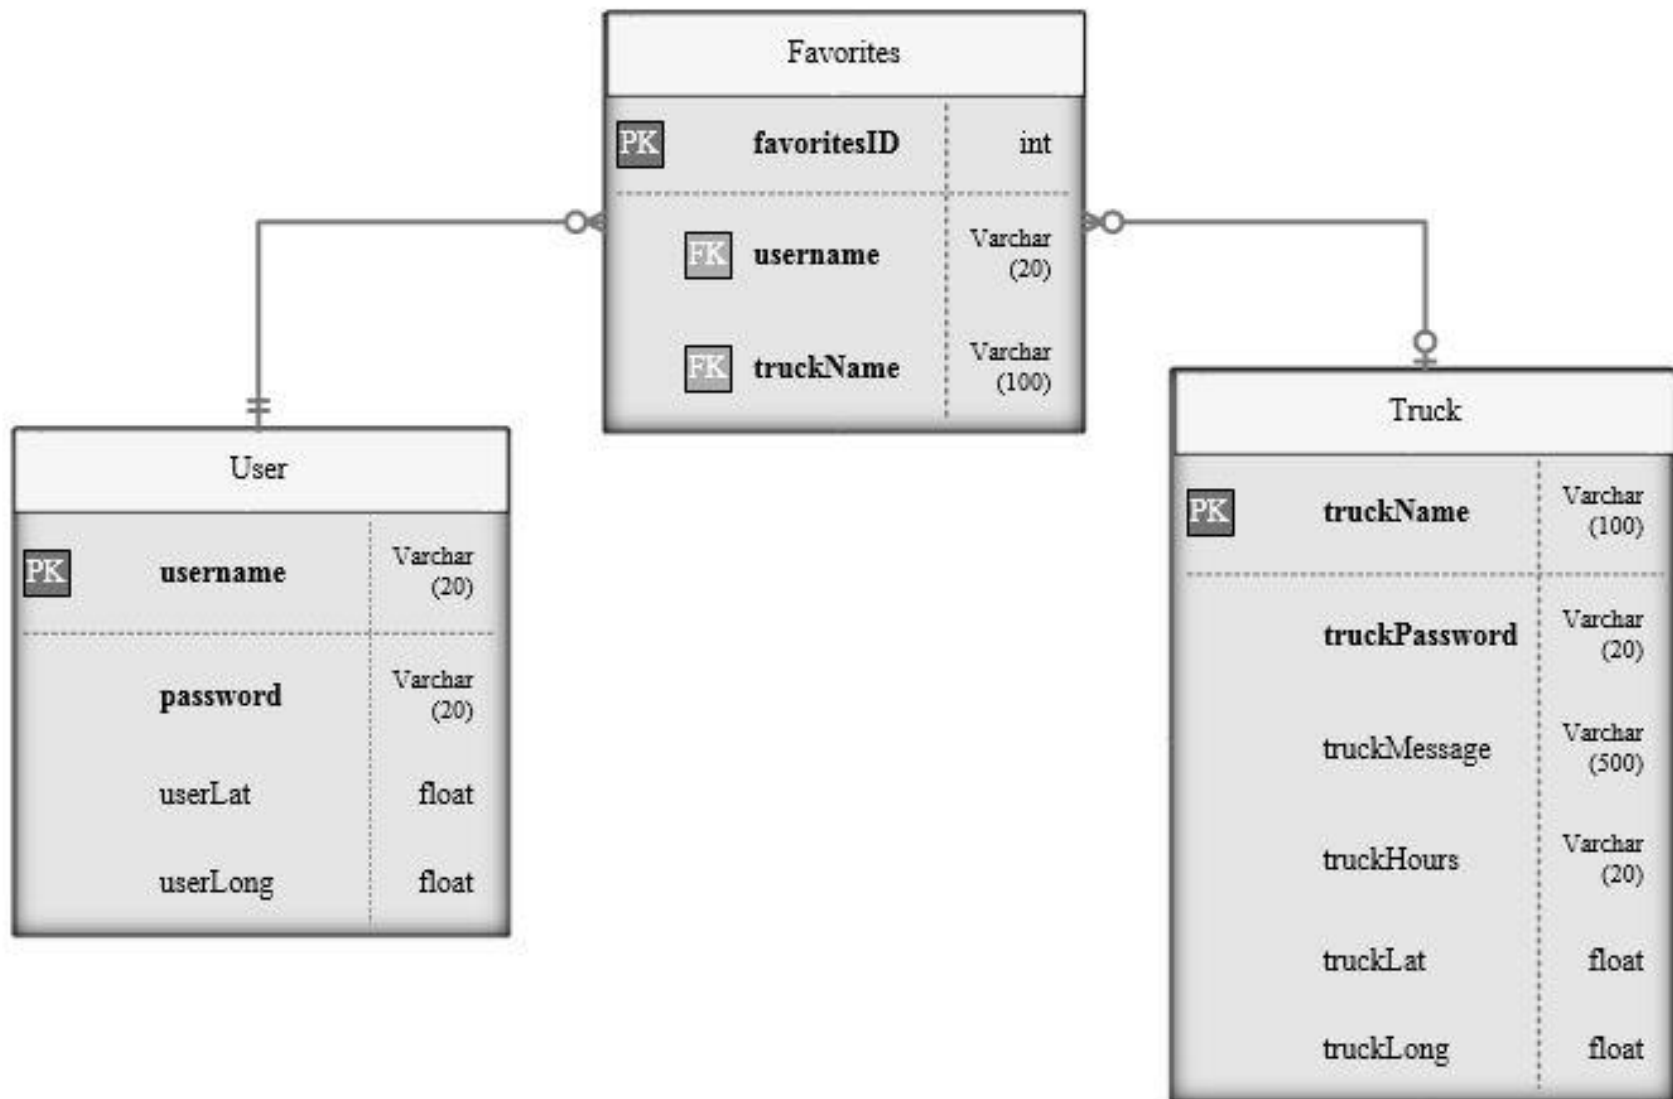 Favorites
PK favoritesID int
FK username Varchar
(20)
FK truckName Varchar
(100)
User
PK username Varchar
(20)
password Varchar
(20)
userLat float
userLong float
Truck
PK truckName Varchar
(100)
truckPassword Varchar
(20)
truckMessage Varchar
(500)
truckHours Varchar
(20)
truckLat float
truckLong float